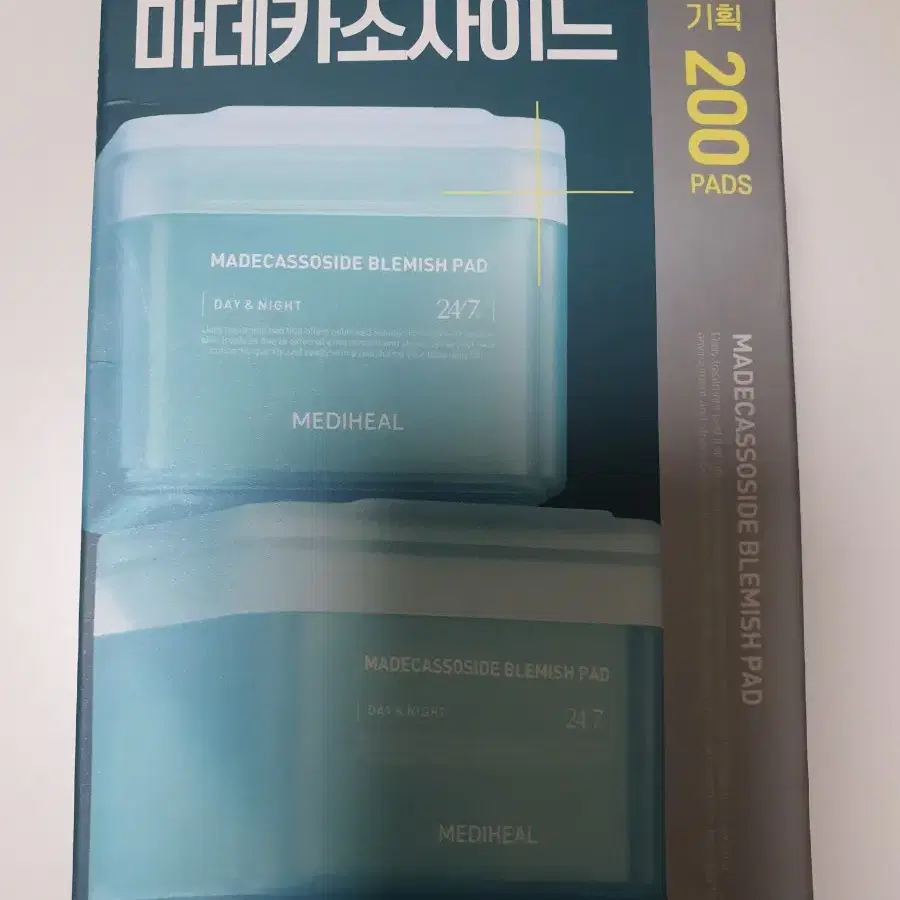 마데카소사이드
기획
200
PADS
MADECASSOSIDE BLEMISH PAD
DAY & NIGHT
24/7
MEDIHEAL
MADECASSOSIDE BLEMISH PAD
DAY & NIGHT
24/7
MEDIHEAL
MADECASSOSIDE BLEMISH PAD